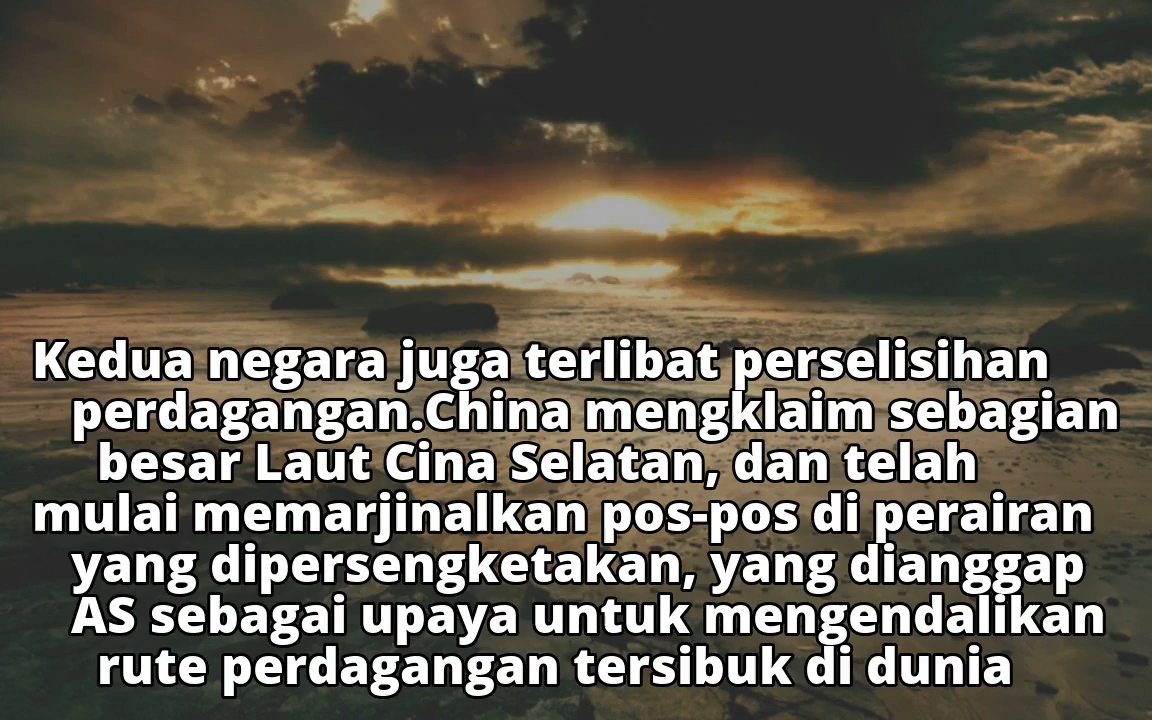 Kedua negara juga terlibat perselisihan
perdagangan.China mengklaim sebagian
besar Laut Cina Selatan, dan telah
mulai memarjinalkan pos-pos di perairan
yang dipersengketakan, yang dianggap
AS sebagai upaya untuk mengendalikan
rute perdagangan tersibuk di dunia